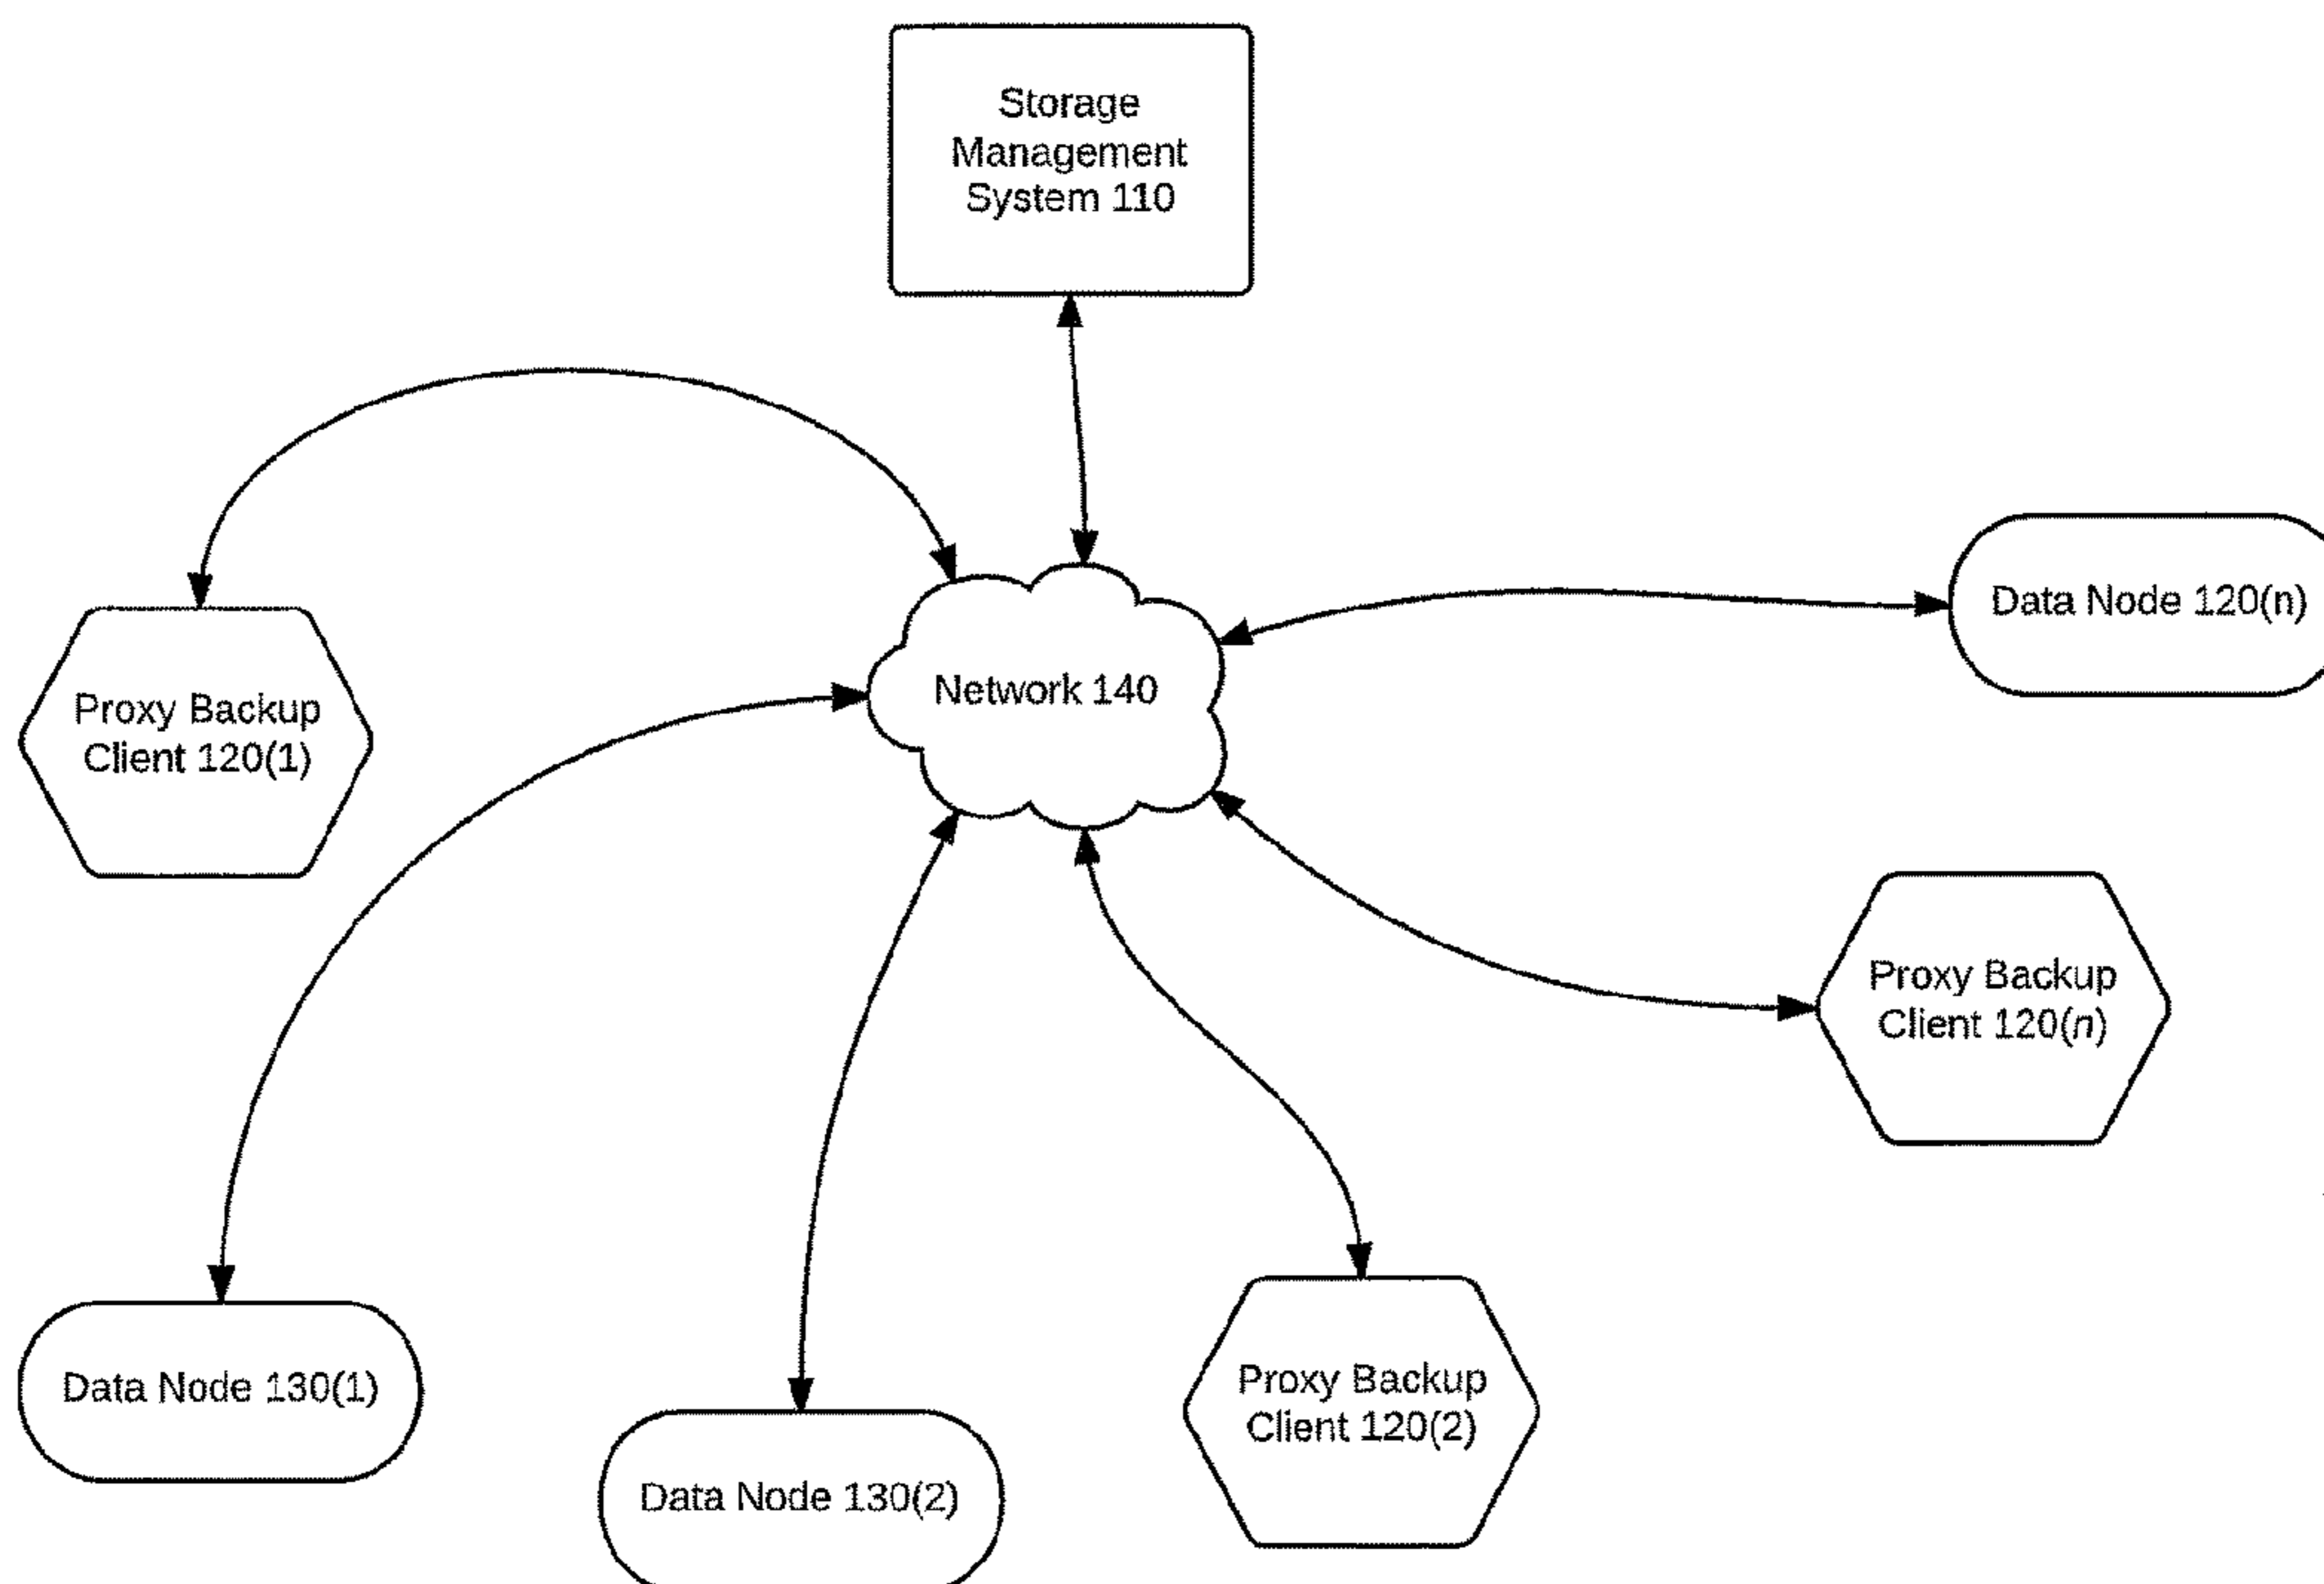 Storage
Management
System 110
Data Node 120(n)
Network 140
Proxy Backup
Client 120(1)
Proxy Backup
Client 120(n)
Data Node 130(1)
Proxy Backup
Client 120(2)
Data Node 130(2)